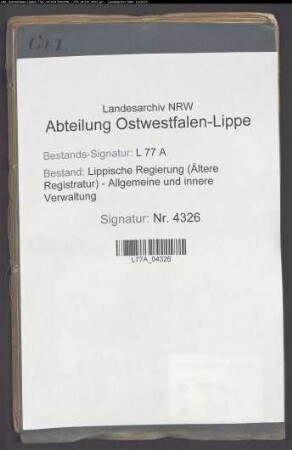 Landesarchiv NRW
Abteilung Ostwestfalen-Lippe
Bestands-Signatur: L 77 A
Bestand: Lippische Regierung (Ältere
Registratur) - Allgemeine und innere
Verwaltung
Signatur: Nr. 4326
L77A_04326